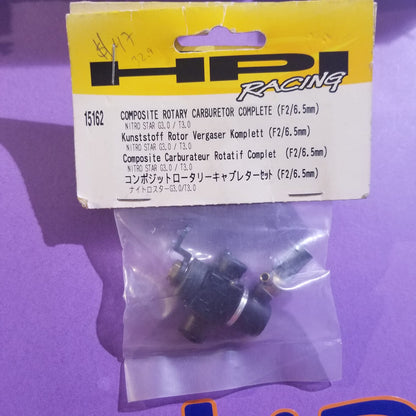 HPI
RACING
15162 COMPOSITE ROTARY CARBURETOR COMPLETE (F2/6.5mm)
NITRO STAR G3.0 / T3.0
Kunststoff Rotor Vergaser Komplett (F2/6.5mm)
NITRO STAR G3.0 / T3.0
Composite Carburateur Rotatif Complet (F2/6.5mm)
NITRO STAR G3.0 / T3.0
コンポジットロータリーキャブレターセット(F2/6.5mm)
ナイトロスターG3.0/T3.0